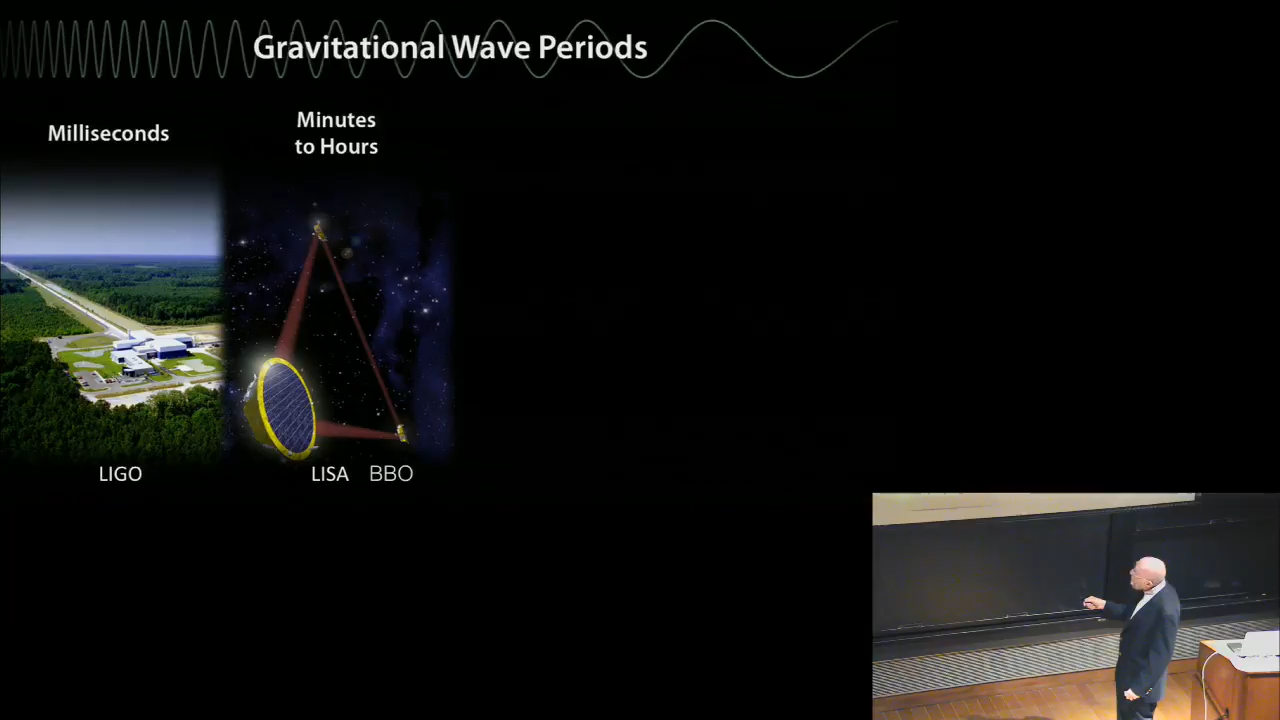 Gravitational Wave Periods
Milliseconds
Minutes
to Hours
LIGO
LISA BBO